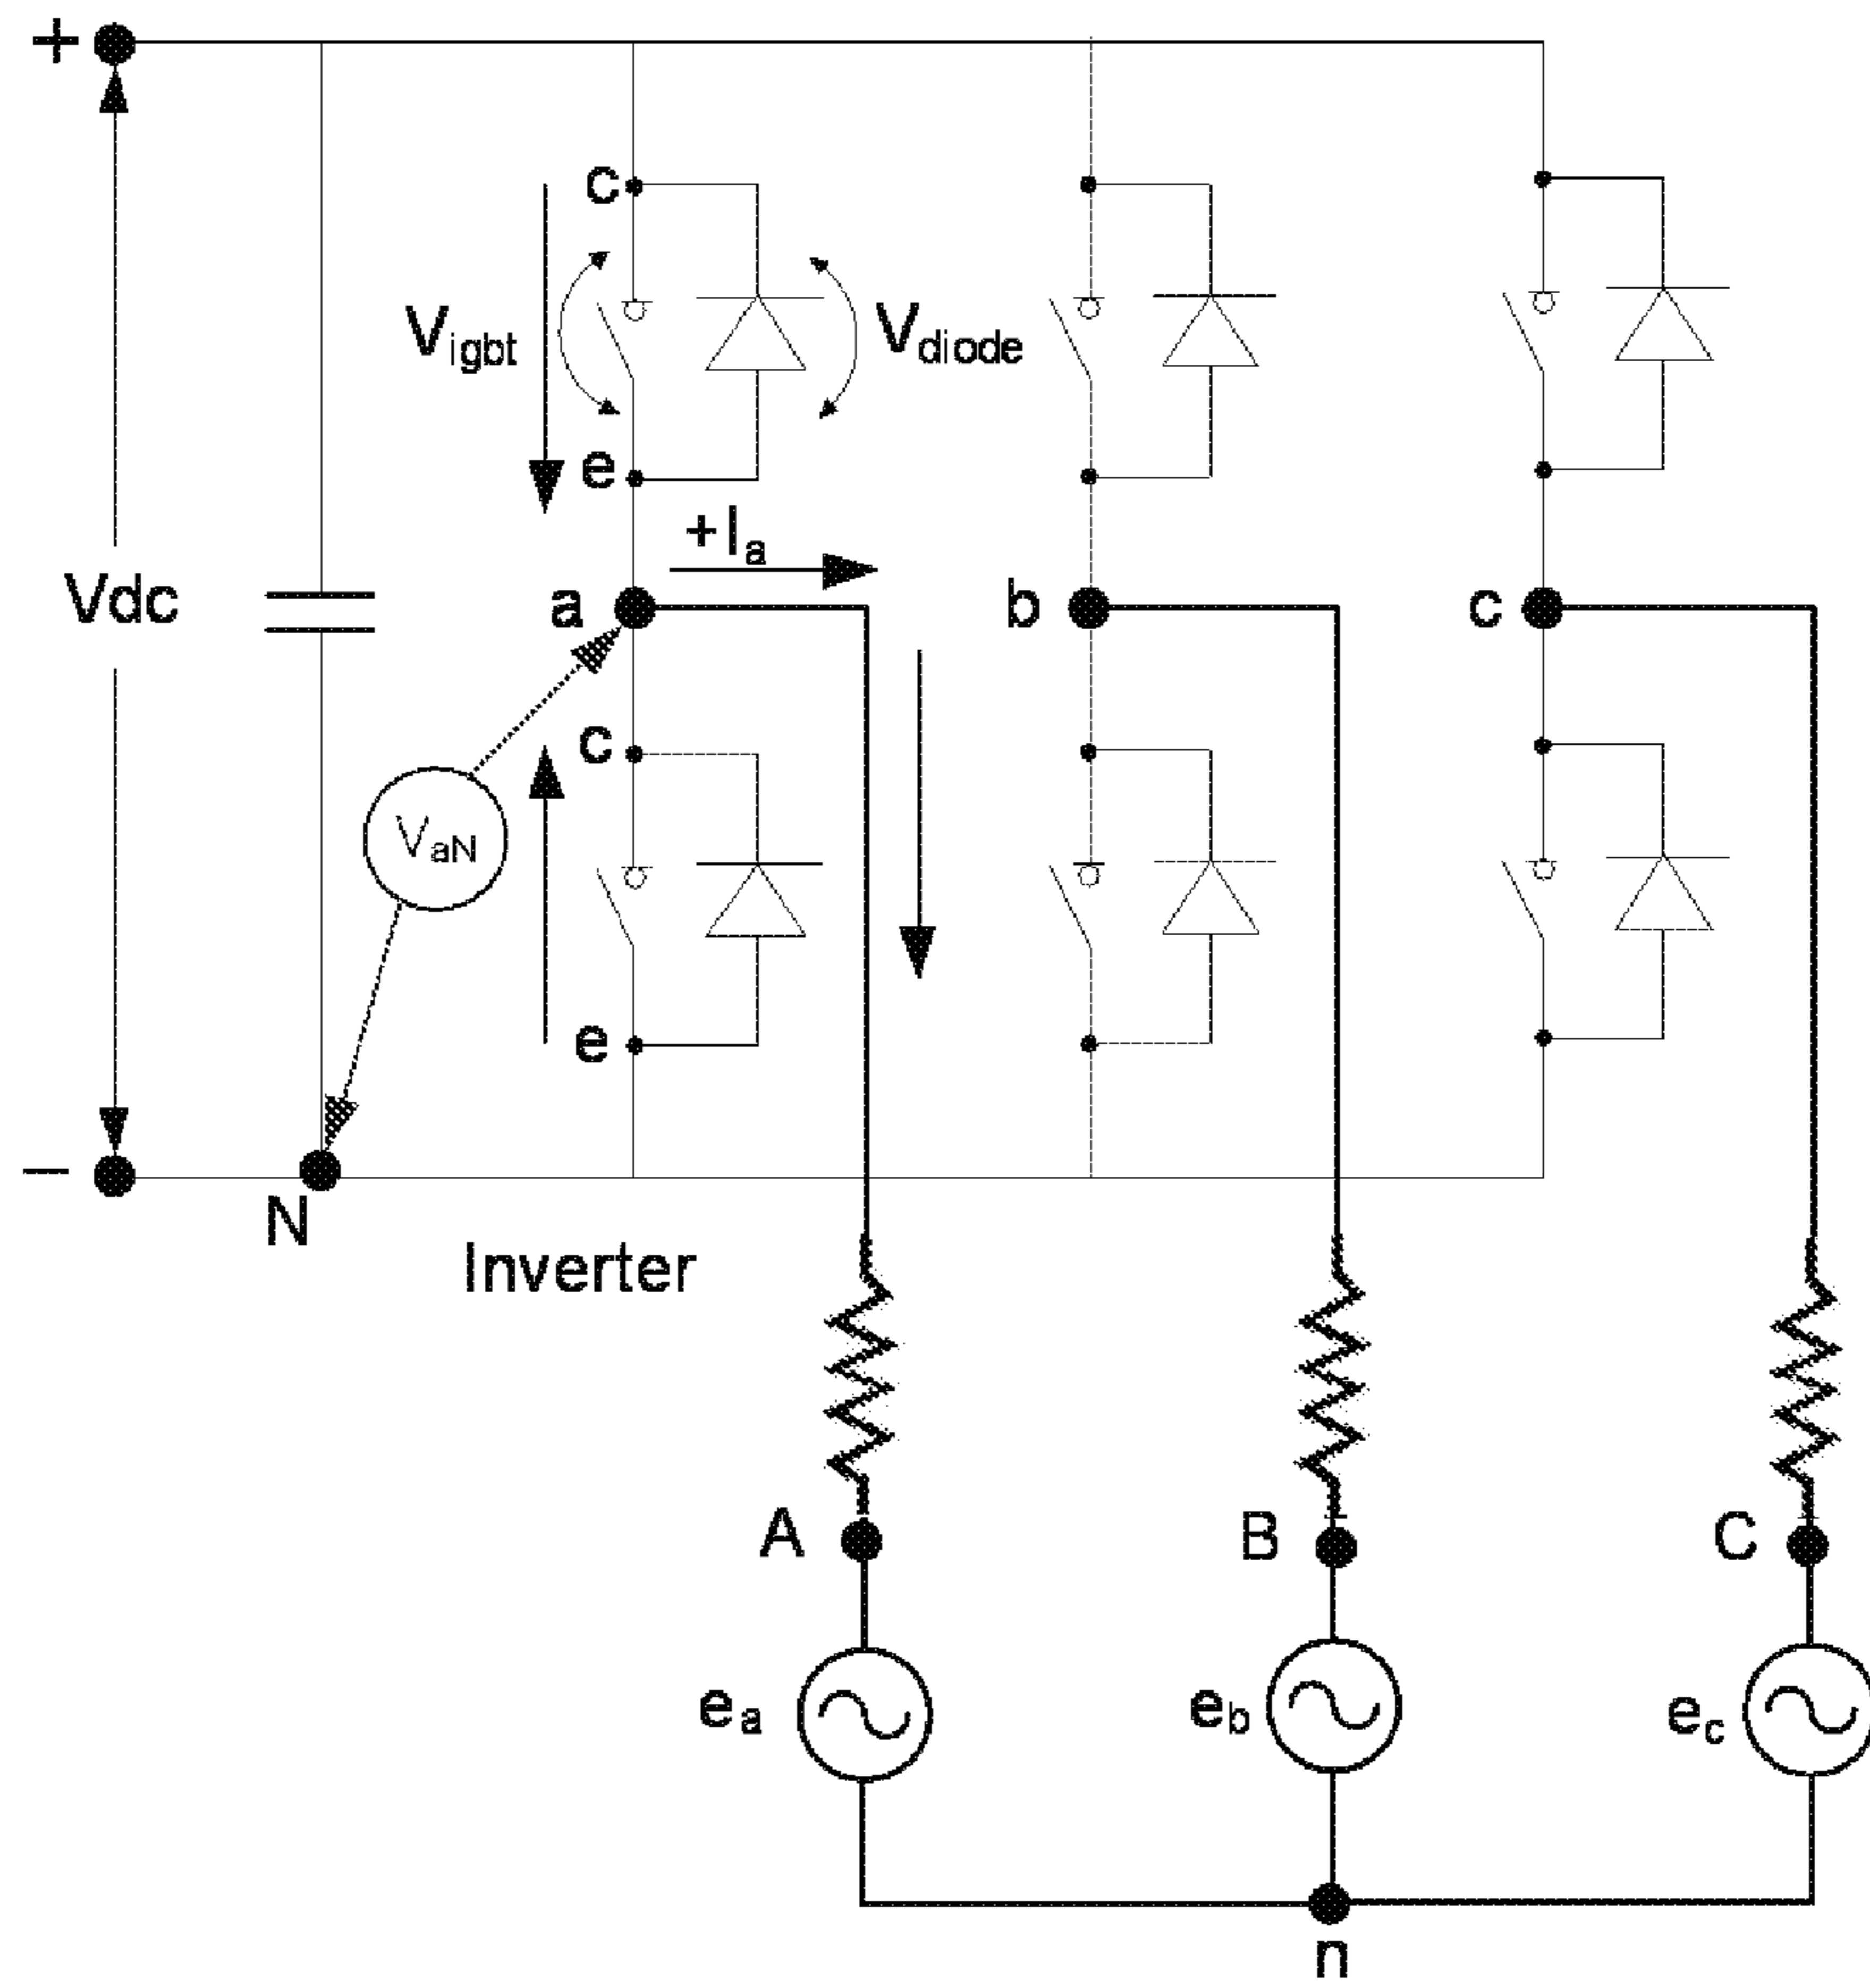 +
c
Vigbt
Vdiode
e
+Ia
Vdc
a
b
c
c
VaN
e
–
N
Inverter
A
B
C
ea
eb
ec
n